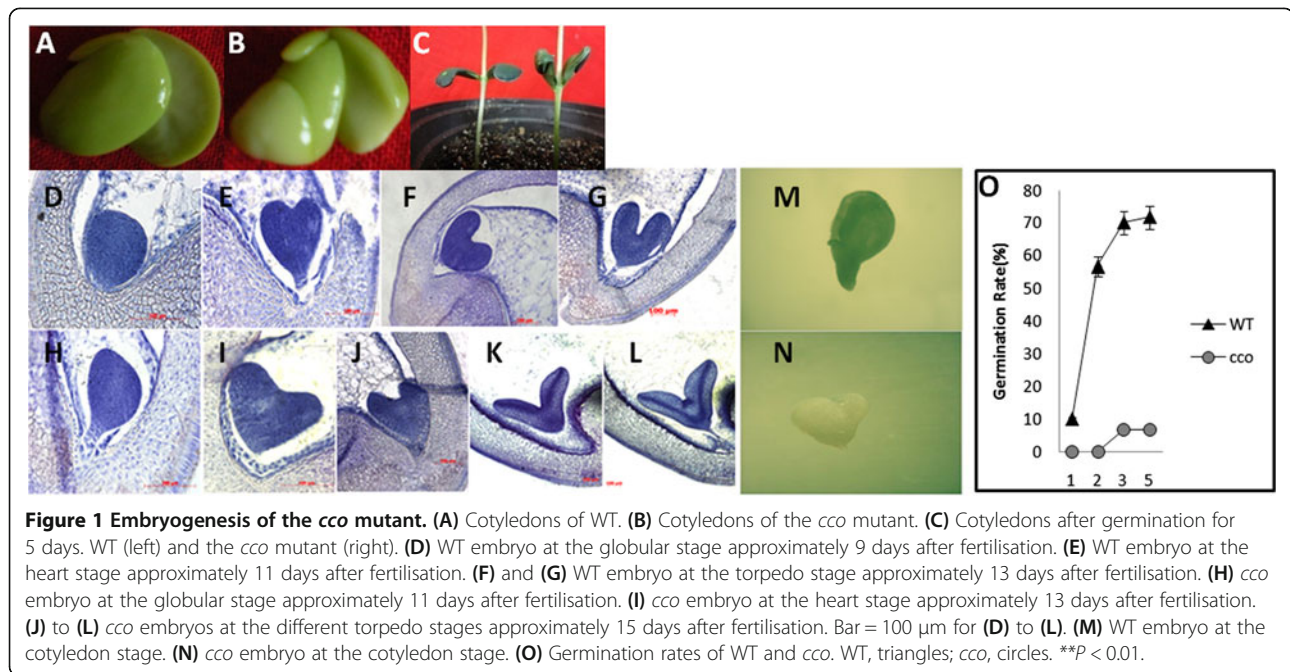 A
B
C
D
E
F
G
H
I
J
K
L
M
N
O
100 μm
Germination Rate(%)
80
70
60
50
40
30
20
10
0
1 2 3 5
WT
cco
Figure 1 Embryogenesis of the cco mutant. (A) Cotyledons of WT. (B) Cotyledons of the cco mutant. (C) Cotyledons after germination for
5 days. WT (left) and the cco mutant (right). (D) WT embryo at the globular stage approximately 9 days after fertilisation. (E) WT embryo at the
heart stage approximately 11 days after fertilisation. (F) and (G) WT embryo at the torpedo stage approximately 13 days after fertilisation. (H) cco
embryo at the globular stage approximately 11 days after fertilisation. (I) cco embryo at the heart stage approximately 13 days after fertilisation.
(J) to (L) cco embryos at the different torpedo stages approximately 15 days after fertilisation. Bar = 100 μm for (D) to (L). (M) WT embryo at the
cotyledon stage. (N) cco embryo at the cotyledon stage. (O) Germination rates of WT and cco. WT, triangles; cco, circles. **P < 0.01.